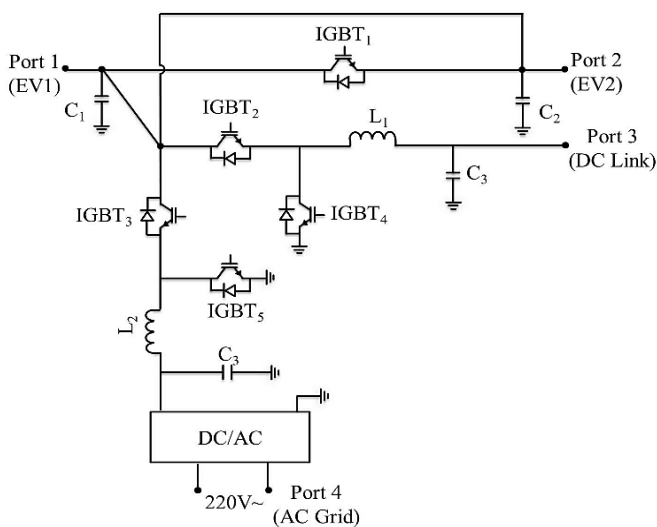 IGBT₁
Port 1
(EV1)
Port 2
(EV2)
C₁
IGBT₂
L₁
C₂
Port 3
(DC Link)
C₃
IGBT₃
IGBT₄
IGBT₅
L₂
C₃
DC/AC
220V~
Port 4
(AC Grid)